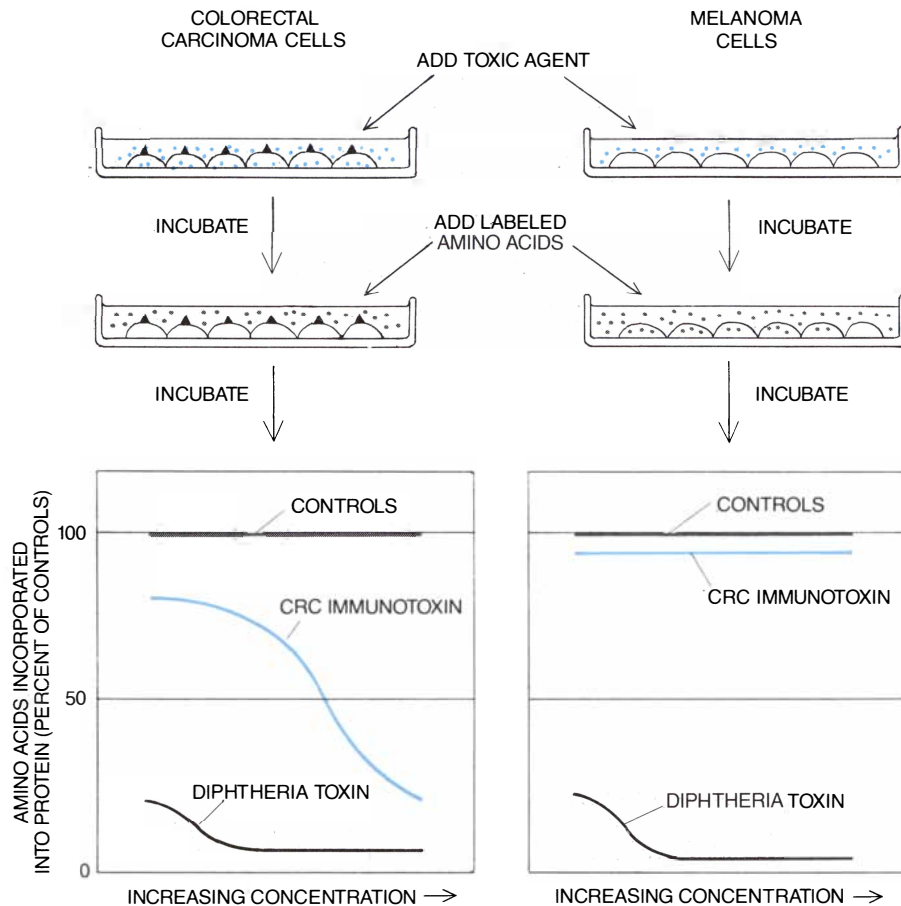 COLORECTAL
CARCINOMA CELLS
MELANOMA
CELLS
ADD TOXIC AGENT
INCUBATE
ADD LABELED
AMINO ACIDS
INCUBATE
INCUBATE
INCUBATE
AMINO ACIDS INCORPORATED
INTO PROTEIN (PERCENT OF CONTROLS)
100
50
0
CONTROLS
CRC IMMUNOTOXIN
DIPHTHERIA TOXIN
INCREASING CONCENTRATION →
CONTROLS
CRC IMMUNOTOXIN
DIPHTHERIA TOXIN
INCREASING CONCENTRATION →